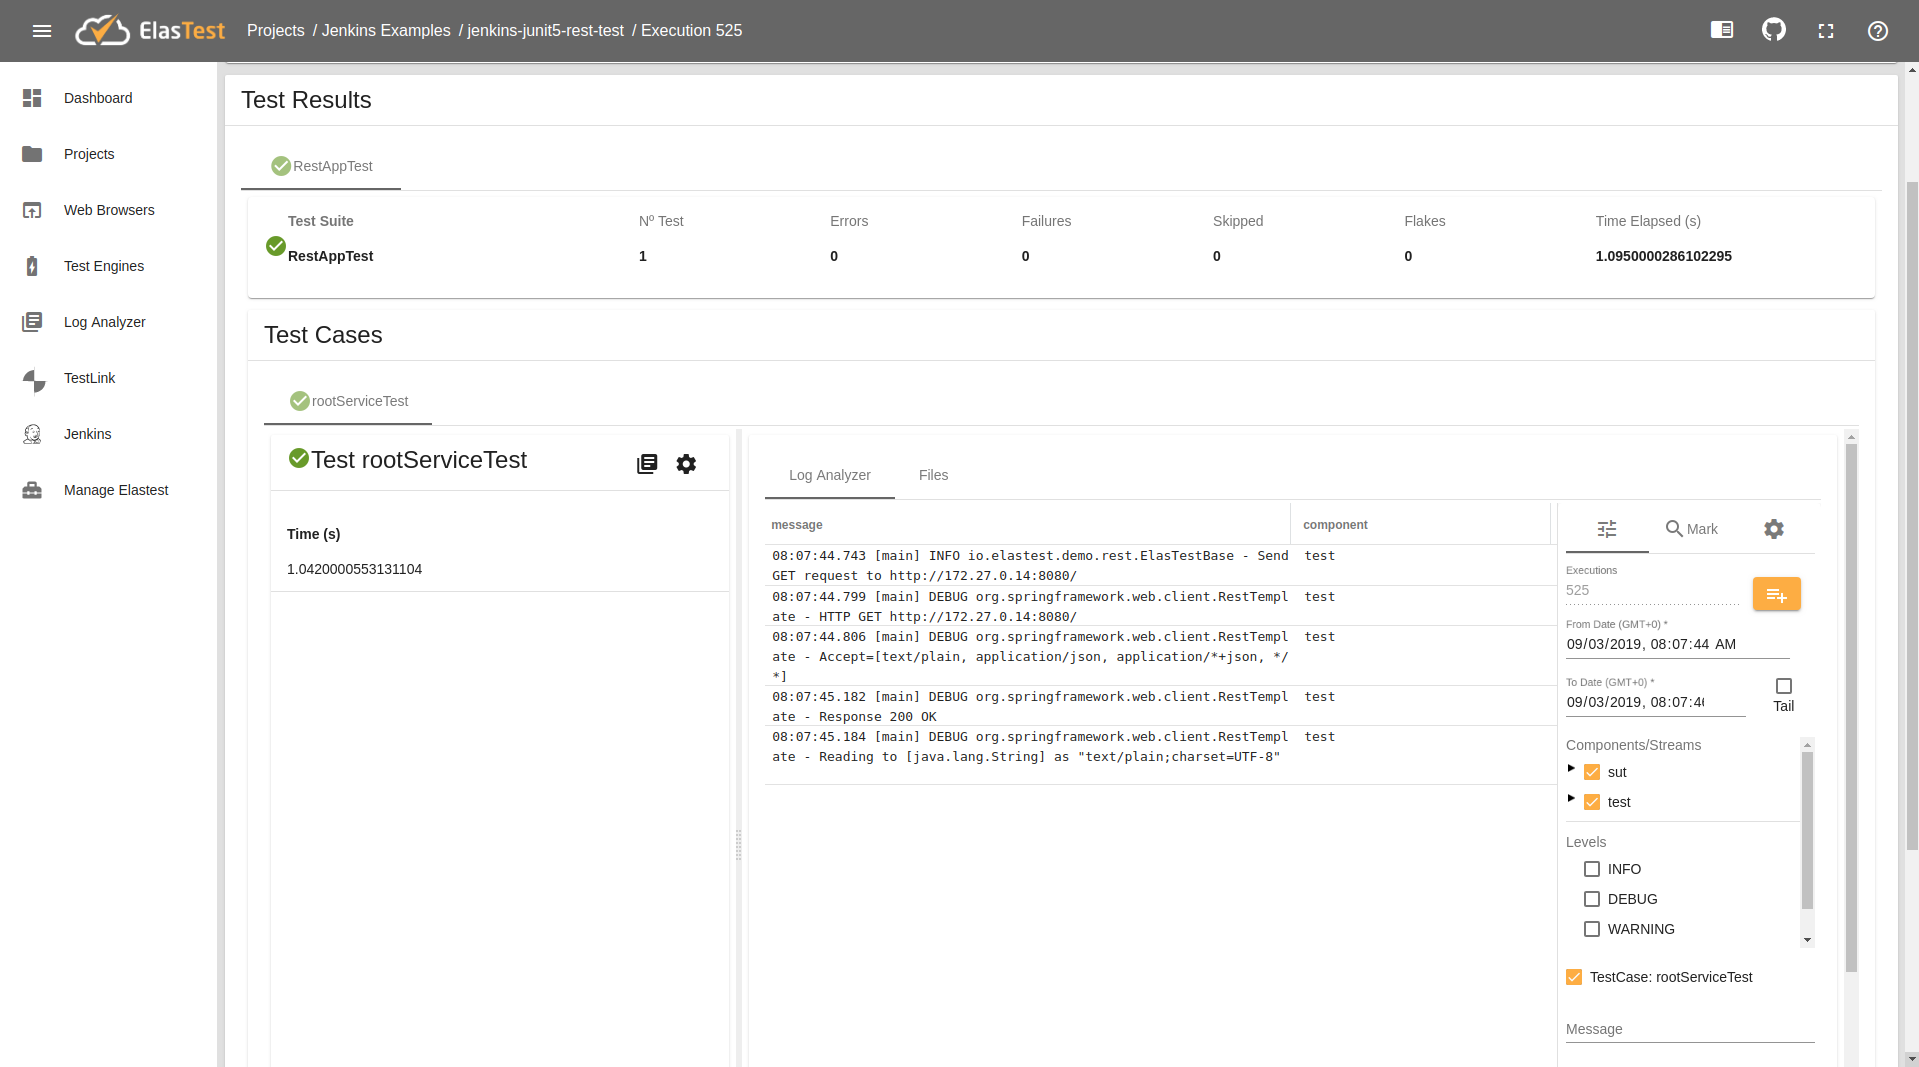 ElasTest
Projects / Jenkins Examples / jenkins-junit5-rest-test / Execution 525
Dashboard
Projects
Web Browsers
Test Engines
Log Analyzer
TestLink
Jenkins
Manage Elastest
Test Results
RestAppTest
Test Suite Nº Test Errors Failures Skipped Flakes Time Elapsed (s)
RestAppTest 1 0 0 0 0 1.0950000286102295
Test Cases
rootServiceTest
Test rootServiceTest
Time (s)
1.0420000553131104
Log Analyzer Files
message component
08:07:44.743 [main] INFO io.elastest.demo.rest.ElasTestBase - Send test
GET request to http://172.27.0.14:8080/
08:07:44.799 [main] DEBUG org.springframework.web.client.RestTempl test
ate - HTTP GET http://172.27.0.14:8080/
08:07:44.806 [main] DEBUG org.springframework.web.client.RestTempl test
ate - Accept=[text/plain, application/json, application/*+json, */
*]
08:07:45.182 [main] DEBUG org.springframework.web.client.RestTempl test
ate - Response 200 OK
08:07:45.184 [main] DEBUG org.springframework.web.client.RestTempl test
ate - Reading to [java.lang.String] as "text/plain;charset=UTF-8"
Mark
Executions
525
From Date (GMT+0) *
09/03/2019, 08:07:44 AM
To Date (GMT+0) *
09/03/2019, 08:07:46
Tail
Components/Streams
sut
test
Levels
INFO
DEBUG
WARNING
TestCase: rootServiceTest
Message